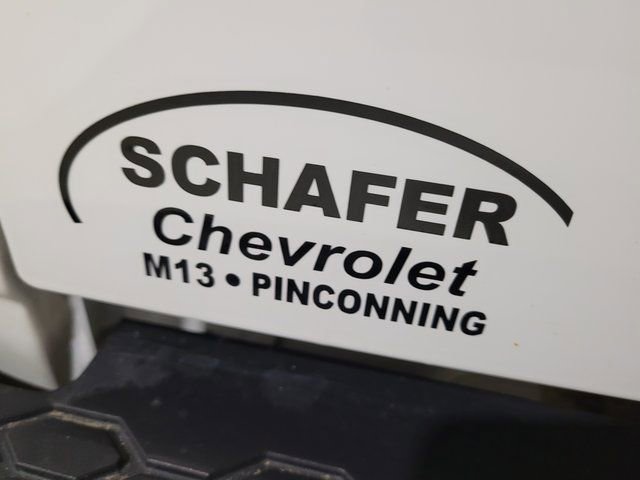 SCHAFER
Chevrolet
M13 • PINCONNING